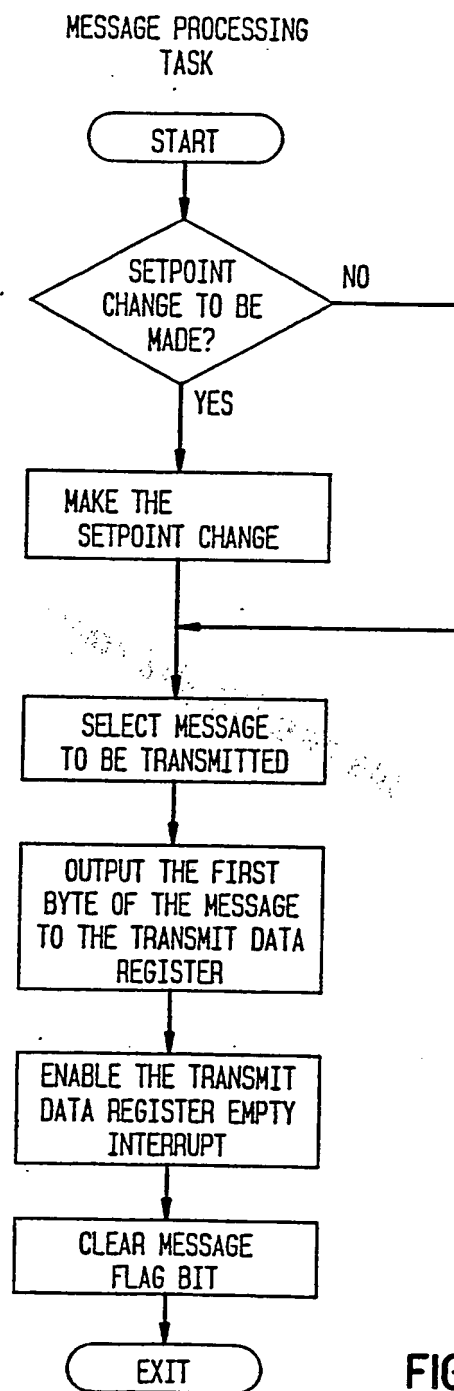 MESSAGE PROCESSING
TASK
START
SETPOINT
CHANGE TO BE
MADE?
NO
YES
MAKE THE
SETPOINT CHANGE
SELECT MESSAGE
TO BE TRANSMITTED
OUTPUT THE FIRST
BYTE OF THE MESSAGE
TO THE TRANSMIT DATA
REGISTER
ENABLE THE TRANSMIT
DATA REGISTER EMPTY
INTERRUPT
CLEAR MESSAGE
FLAG BIT
EXIT
FIG